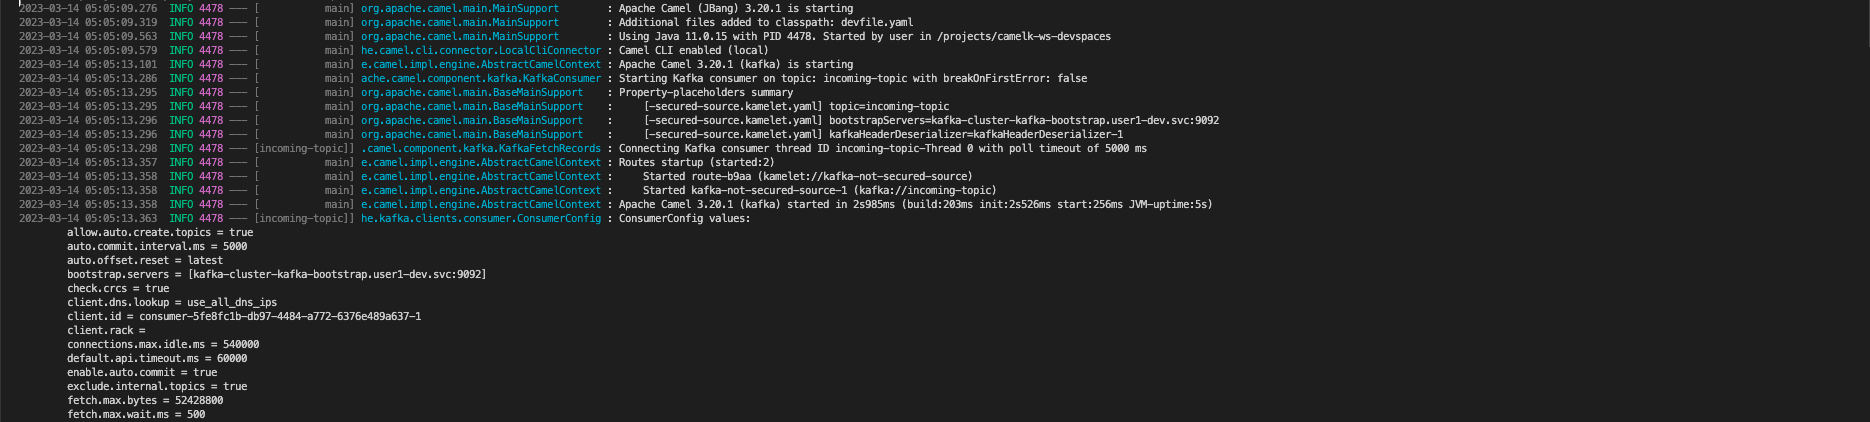 2023-03-14 05:05:09.276  INFO 4478 --- [           main] org.apache.camel.main.MainSupport        : Apache Camel (JBang) 3.20.1 is starting
2023-03-14 05:05:09.319  INFO 4478 --- [           main] org.apache.camel.main.MainSupport        : Additional files added to classpath: devfile.yaml
2023-03-14 05:05:09.563  INFO 4478 --- [           main] org.apache.camel.main.MainSupport        : Using Java 11.0.15 with PID 4478. Started by user in /projects/camelk-ws-devspaces
2023-03-14 05:05:09.579  INFO 4478 --- [           main] he.camel.cli.connector.LocalCliConnector : Camel CLI enabled (local)
2023-03-14 05:05:13.101  INFO 4478 --- [           main] e.camel.impl.engine.AbstractCamelContext : Apache Camel 3.20.1 (kafka) is starting
2023-03-14 05:05:13.286  INFO 4478 --- [           main] ache.camel.component.kafka.KafkaConsumer : Starting Kafka consumer on topic: incoming-topic with breakOnFirstError: false
2023-03-14 05:05:13.295  INFO 4478 --- [           main] org.apache.camel.main.BaseMainSupport    : Property-placeholders summary
2023-03-14 05:05:13.295  INFO 4478 --- [           main] org.apache.camel.main.BaseMainSupport    :     [-secured-source.kamelet.yaml] topic=incoming-topic
2023-03-14 05:05:13.296  INFO 4478 --- [           main] org.apache.camel.main.BaseMainSupport    :     [-secured-source.kamelet.yaml] bootstrapServers=kafka-cluster-kafka-bootstrap.user1-dev.svc:9092
2023-03-14 05:05:13.296  INFO 4478 --- [           main] org.apache.camel.main.BaseMainSupport    :     [-secured-source.kamelet.yaml] kafkaHeaderDeserializer=kafkaHeaderDeserializer-1
2023-03-14 05:05:13.298  INFO 4478 --- [incoming-topic]] .camel.component.kafka.KafkaFetchRecords : Connecting Kafka consumer thread ID incoming-topic-Thread 0 with poll timeout of 5000 ms
2023-03-14 05:05:13.357  INFO 4478 --- [           main] e.camel.impl.engine.AbstractCamelContext : Routes startup (started:2)
2023-03-14 05:05:13.358  INFO 4478 --- [           main] e.camel.impl.engine.AbstractCamelContext :     Started route-b9aa (kamelet://kafka-not-secured-source)
2023-03-14 05:05:13.358  INFO 4478 --- [           main] e.camel.impl.engine.AbstractCamelContext :     Started kafka-not-secured-source-1 (kafka://incoming-topic)
2023-03-14 05:05:13.358  INFO 4478 --- [           main] e.camel.impl.engine.AbstractCamelContext : Apache Camel 3.20.1 (kafka) started in 2s985ms (build:203ms init:2s526ms start:256ms JVM-uptime:5s)
2023-03-14 05:05:13.363  INFO 4478 --- [incoming-topic]] he.kafka.clients.consumer.ConsumerConfig : ConsumerConfig values:
        allow.auto.create.topics = true
        auto.commit.interval.ms = 5000
        auto.offset.reset = latest
        bootstrap.servers = [kafka-cluster-kafka-bootstrap.user1-dev.svc:9092]
        check.crcs = true
        client.dns.lookup = use_all_dns_ips
        client.id = consumer-5fe8fc1b-db97-4484-a772-6376e489a637-1
        client.rack =
        connections.max.idle.ms = 540000
        default.api.timeout.ms = 60000
        enable.auto.commit = true
        exclude.internal.topics = true
        fetch.max.bytes = 52428800
        fetch.max.wait.ms = 500